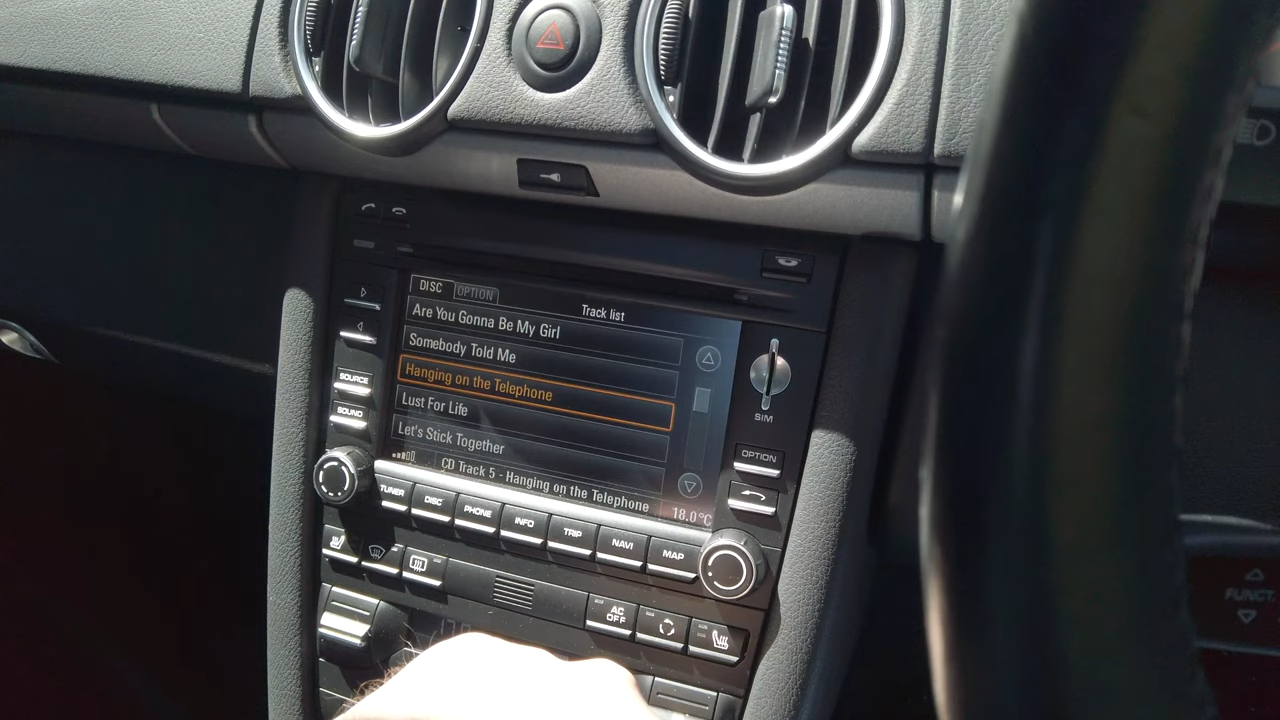 DISC OPTION
Track list
Are You Gonna Be My Girl
Somebody Told Me
Hanging on the Telephone
Lust For Life
Let's Stick Together
CD Track 5 - Hanging on the Telephone
18.0°C
SOURCE
SOUND
SIM
OPTION
TUNER DISC PHONE INFO TRIP NAVI MAP
AC
OFF
FUNCT